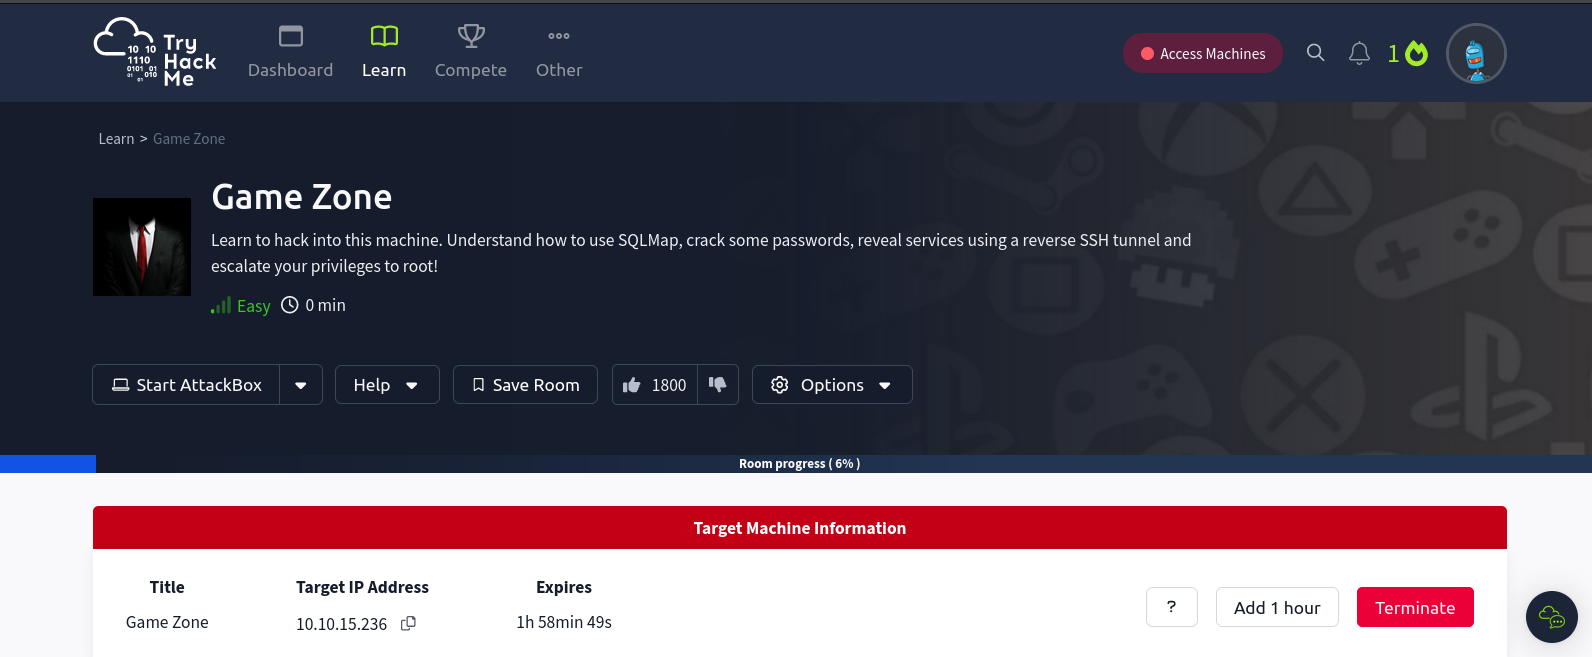 Try
Hack
Me
10 10
1110
0101 01
01 010
01
Dashboard
Learn
Compete
Other
Access Machines
1
Learn > Game Zone
Game Zone
Learn to hack into this machine. Understand how to use SQLMap, crack some passwords, reveal services using a reverse SSH tunnel and
escalate your privileges to root!
Easy 0 min
Start AttackBox
Help
Save Room
1800
Options
Room progress ( 6% )
Target Machine Information
Title Target IP Address Expires
Game Zone 10.10.15.236 1h 58min 49s
? Add 1 hour Terminate